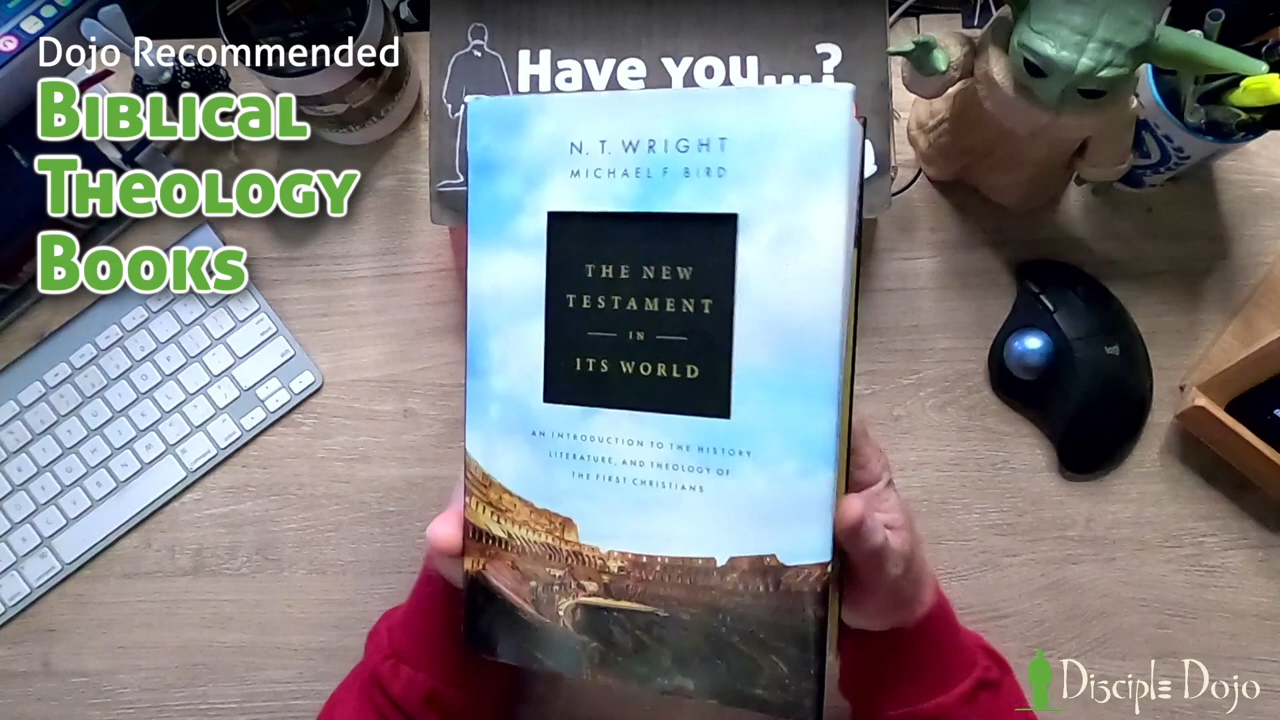 Dojo Recommended
Biblical
Theology
Books
Have you...?
N. T. WRIGHT
MICHAEL F. BIRD
THE NEW
TESTAMENT
IN
ITS WORLD
AN INTRODUCTION TO THE HISTORY,
LITERATURE, AND THEOLOGY OF
THE FIRST CHRISTIANS
Disciple Dojo